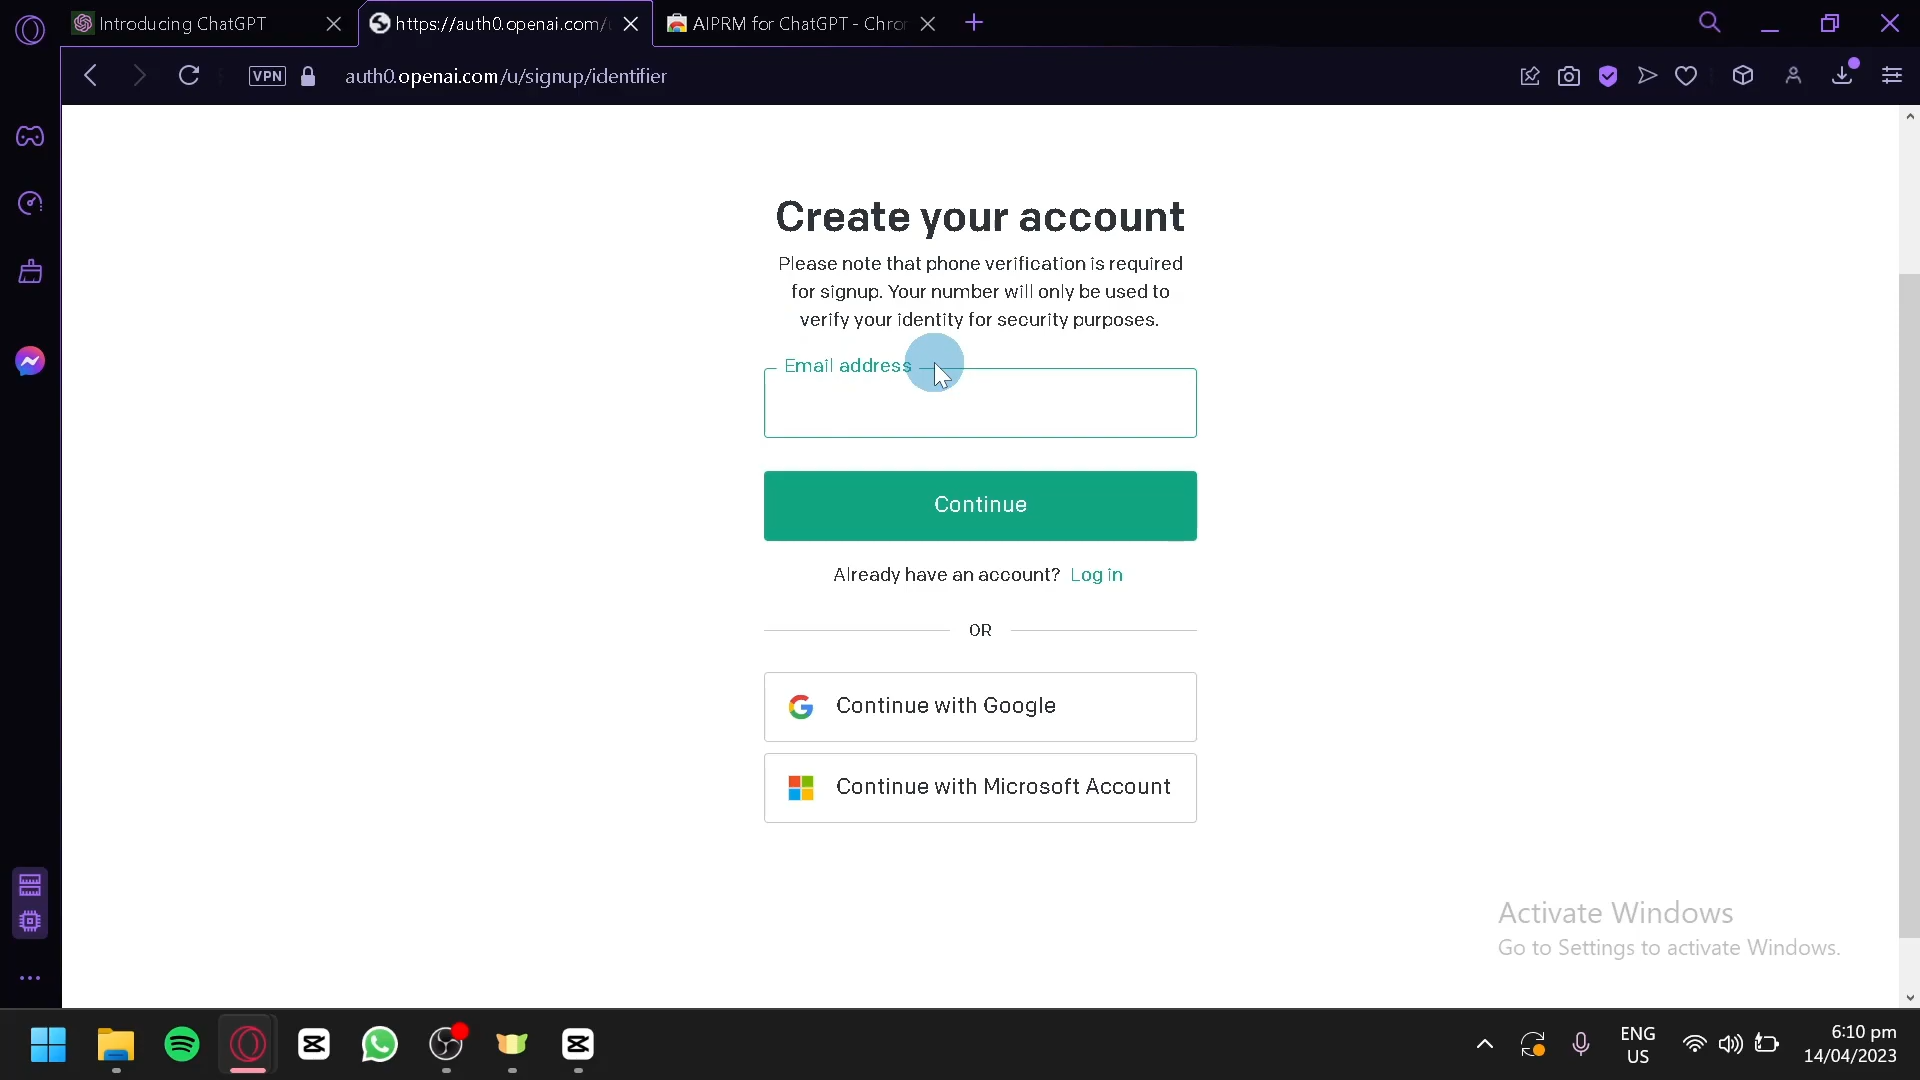 Introducing ChatGPT
https://auth0.openai.com/
AIPRM for ChatGPT - Chro
VPN
auth0.openai.com/u/signup/identifier
Create your account
Please note that phone verification is required
for signup. Your number will only be used to
verify your identity for security purposes.
Email address
Continue
Already have an account? Log in
OR
Continue with Google
Continue with Microsoft Account
Activate Windows
Go to Settings to activate Windows.
ENG
US
6:10 pm
14/04/2023